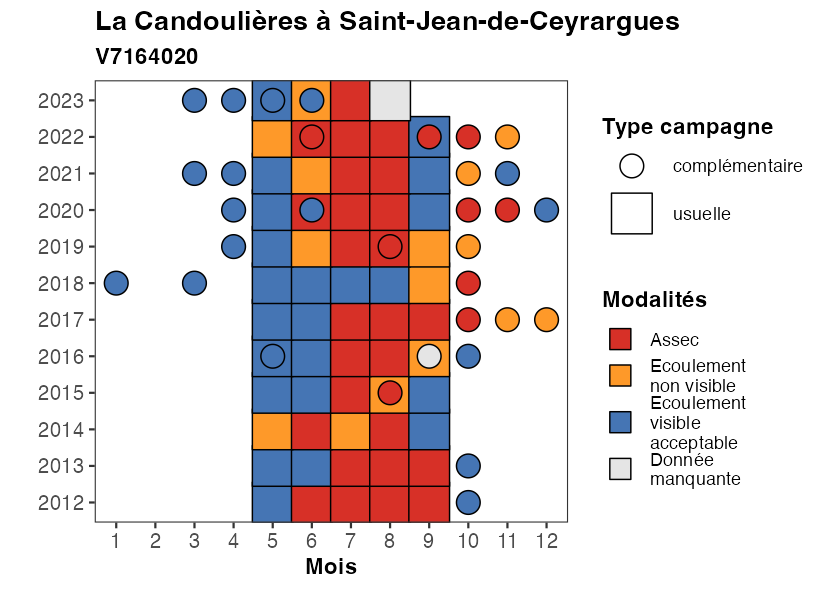 La Candoulières à Saint-Jean-de-Ceyrargues
V7164020
2023
2022
2021
2020
2019
2018
2017
2016
2015
2014
2013
2012
1 2 3 4 5 6 7 8 9 10 11 12
Mois
Type campagne
complémentaire
usuelle
Modalités
Assec
Ecoulement
non visible
Ecoulement
visible
acceptable
Donnée
manquante